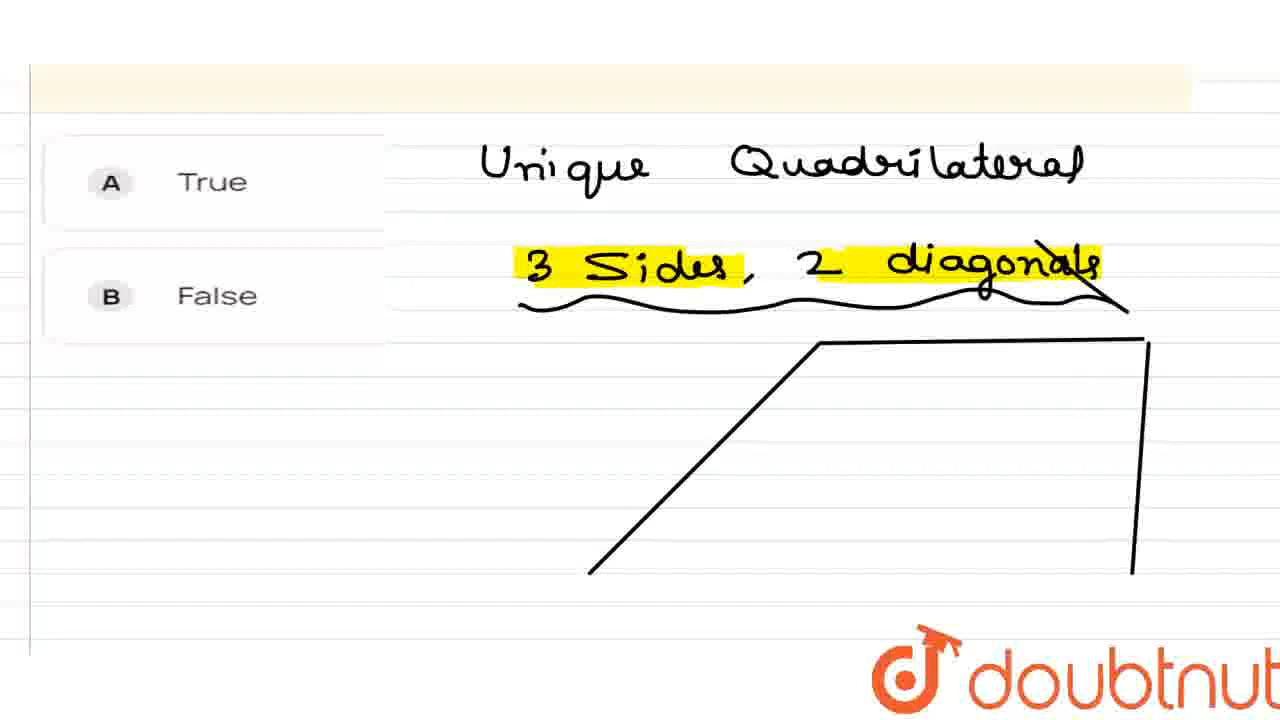 Unique Quadrilateral
A True
3 Sides, 2 diagonals
B False
doubtnut